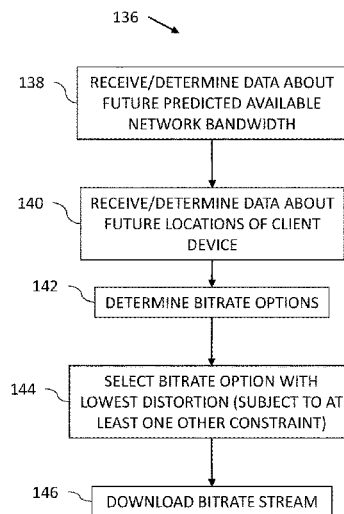 136
138
RECEIVE/DETERMINE DATA ABOUT
FUTURE PREDICTED AVAILABLE
NETWORK BANDWIDTH
140
RECEIVE/DETERMINE DATA ABOUT
FUTURE LOCATIONS OF CLIENT
DEVICE
142
DETERMINE BITRATE OPTIONS
144
SELECT BITRATE OPTION WITH
LOWEST DISTORTION (SUBJECT TO AT
LEAST ONE OTHER CONSTRAINT)
146
DOWNLOAD BITRATE STREAM